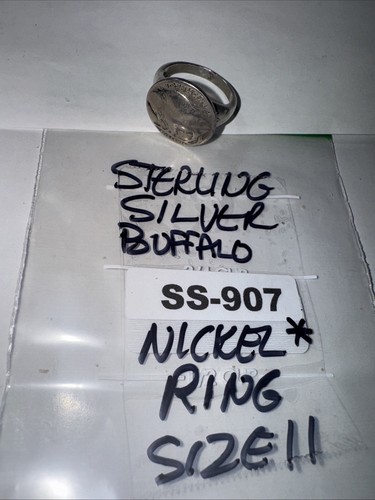 STERLING
SILVER
BUFFALO
SS-907
NICKEL*
RING
SIZE 11